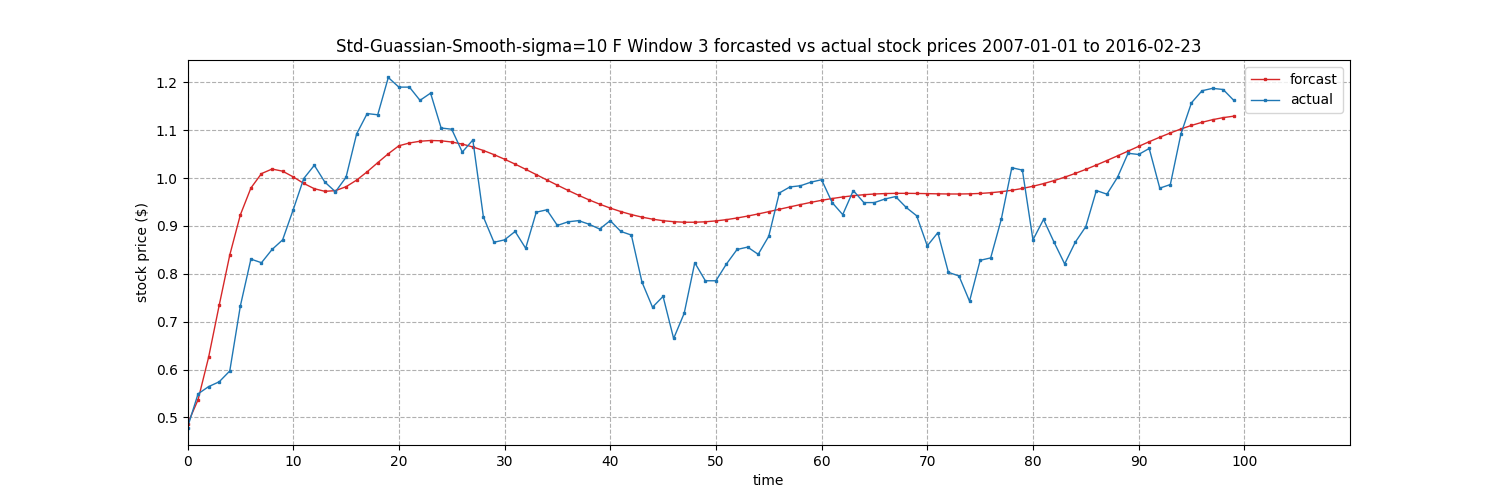 Std-Guassian-Smooth-sigma=10 F Window 3 forcasted vs actual stock prices 2007-01-01 to 2016-02-23
forcast
actual
stock price ($)
1.2
1.1
1.0
0.9
0.8
0.7
0.6
0.5
0 10 20 30 40 50 60 70 80 90 100
time